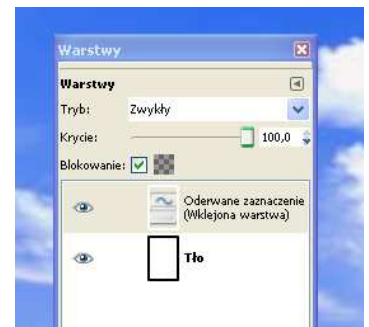 Warstwy
Warstwy
Tryb: Zwykły
Krycie: 100,0
Blokowanie:
Oderwane zaznaczenie
(Wklejona warstwa)
Tło